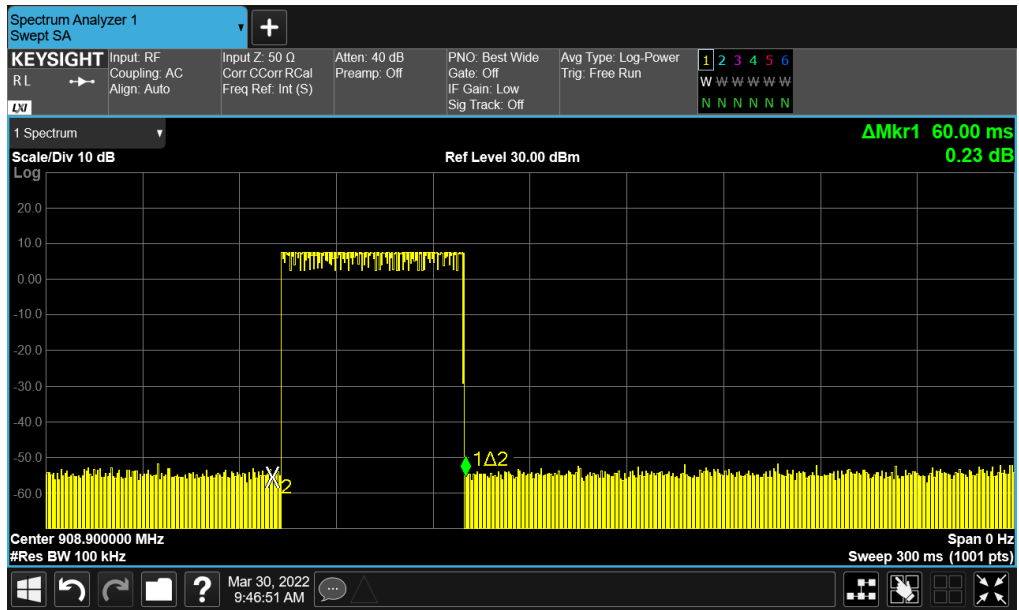 Spectrum Analyzer 1
Swept SA
+
KEYSIGHT
R L
LXI
Input: RF
Coupling: AC
Align: Auto
Input Z: 50 Ω
Corr CCorr RCal
Freq Ref: Int (S)
Atten: 40 dB
Preamp: Off
PNO: Best Wide
Gate: Off
IF Gain: Low
Sig Track: Off
Avg Type: Log-Power
Trig: Free Run
1 2 3 4 5 6
W W W W W W
N N N N N N
1 Spectrum
ΔMkr1 60.00 ms
0.23 dB
Scale/Div 10 dB
Ref Level 30.00 dBm
Log
20.0
10.0
0.00
-10.0
-20.0
-30.0
-40.0
-50.0
-60.0
X2
1Δ2
Center 908.900000 MHz
#Res BW 100 kHz
Span 0 Hz
Sweep 300 ms (1001 pts)
?
Mar 30, 2022
9:46:51 AM